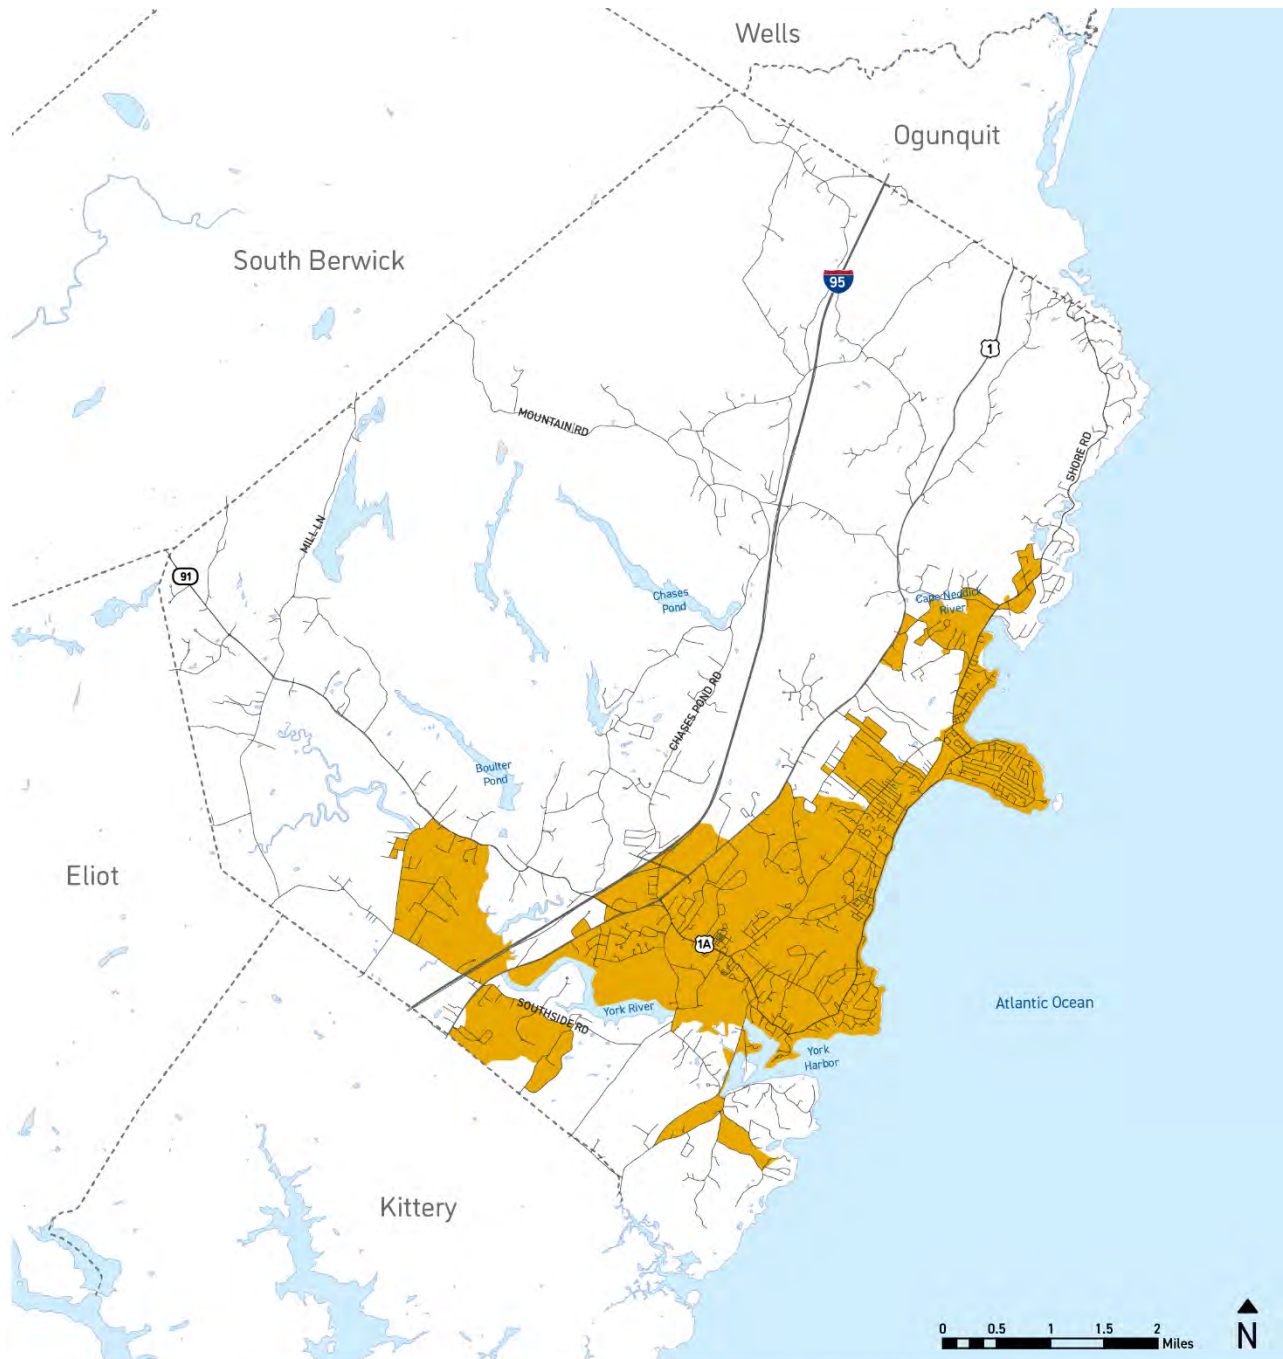 Wells
Ogunquit
South Berwick
95
1
MOUNTAIN RD
SHORE RD
MILL LN
91
Chases
Pond
Cape Neddick
River
CHASES POND RD
Boulter
Pond
Eliot
1A
Atlantic Ocean
SOUTHSIDE RD
York River
York
Harbor
Kittery
0 0.5 1 1.5 2
Miles
N